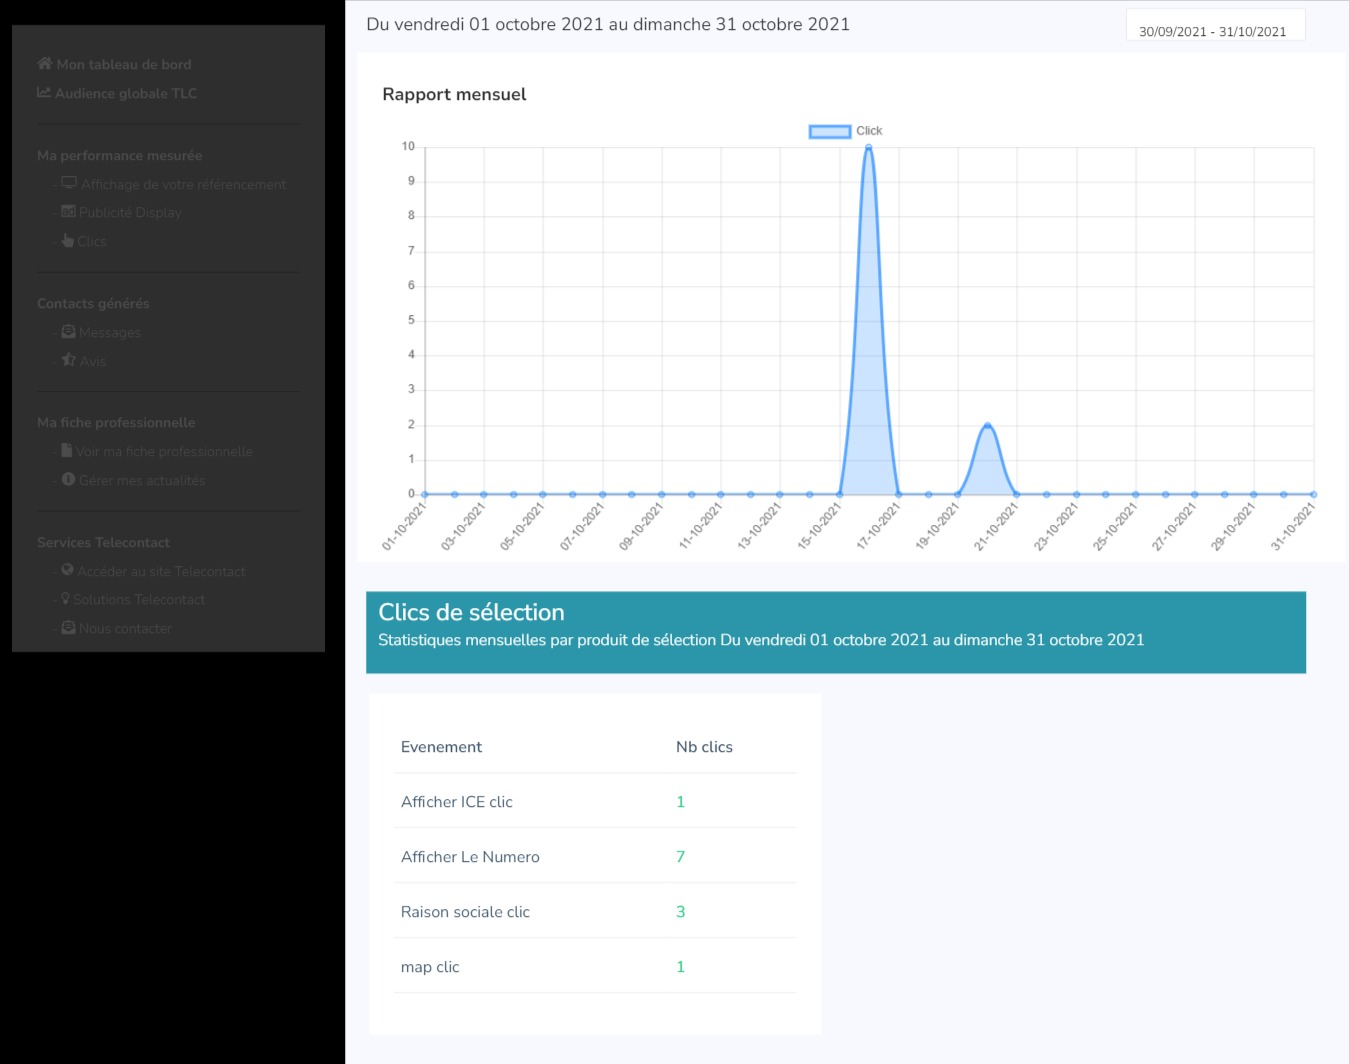 Mon tableau de bord
Audience globale TLC
Ma performance mesurée
- Affichage de votre référencement
- Publicité Display
- Clics
Contacts générés
- Messages
- Avis
Ma fiche professionnelle
- Voir ma fiche professionnelle
- Gérer mes actualités
Services Telecontact
- Accéder au site Telecontact
- Solutions Telecontact
- Nous contacter
Du vendredi 01 octobre 2021 au dimanche 31 octobre 2021
30/09/2021 - 31/10/2021
Rapport mensuel
Click
10
9
8
7
6
5
4
3
2
1
0
01-10-2021
03-10-2021
05-10-2021
07-10-2021
09-10-2021
11-10-2021
13-10-2021
15-10-2021
17-10-2021
19-10-2021
21-10-2021
23-10-2021
25-10-2021
27-10-2021
29-10-2021
31-10-2021
Clics de sélection
Statistiques mensuelles par produit de sélection Du vendredi 01 octobre 2021 au dimanche 31 octobre 2021
Evenement Nb clics
Afficher ICE clic 1
Afficher Le Numero 7
Raison sociale clic 3
map clic 1